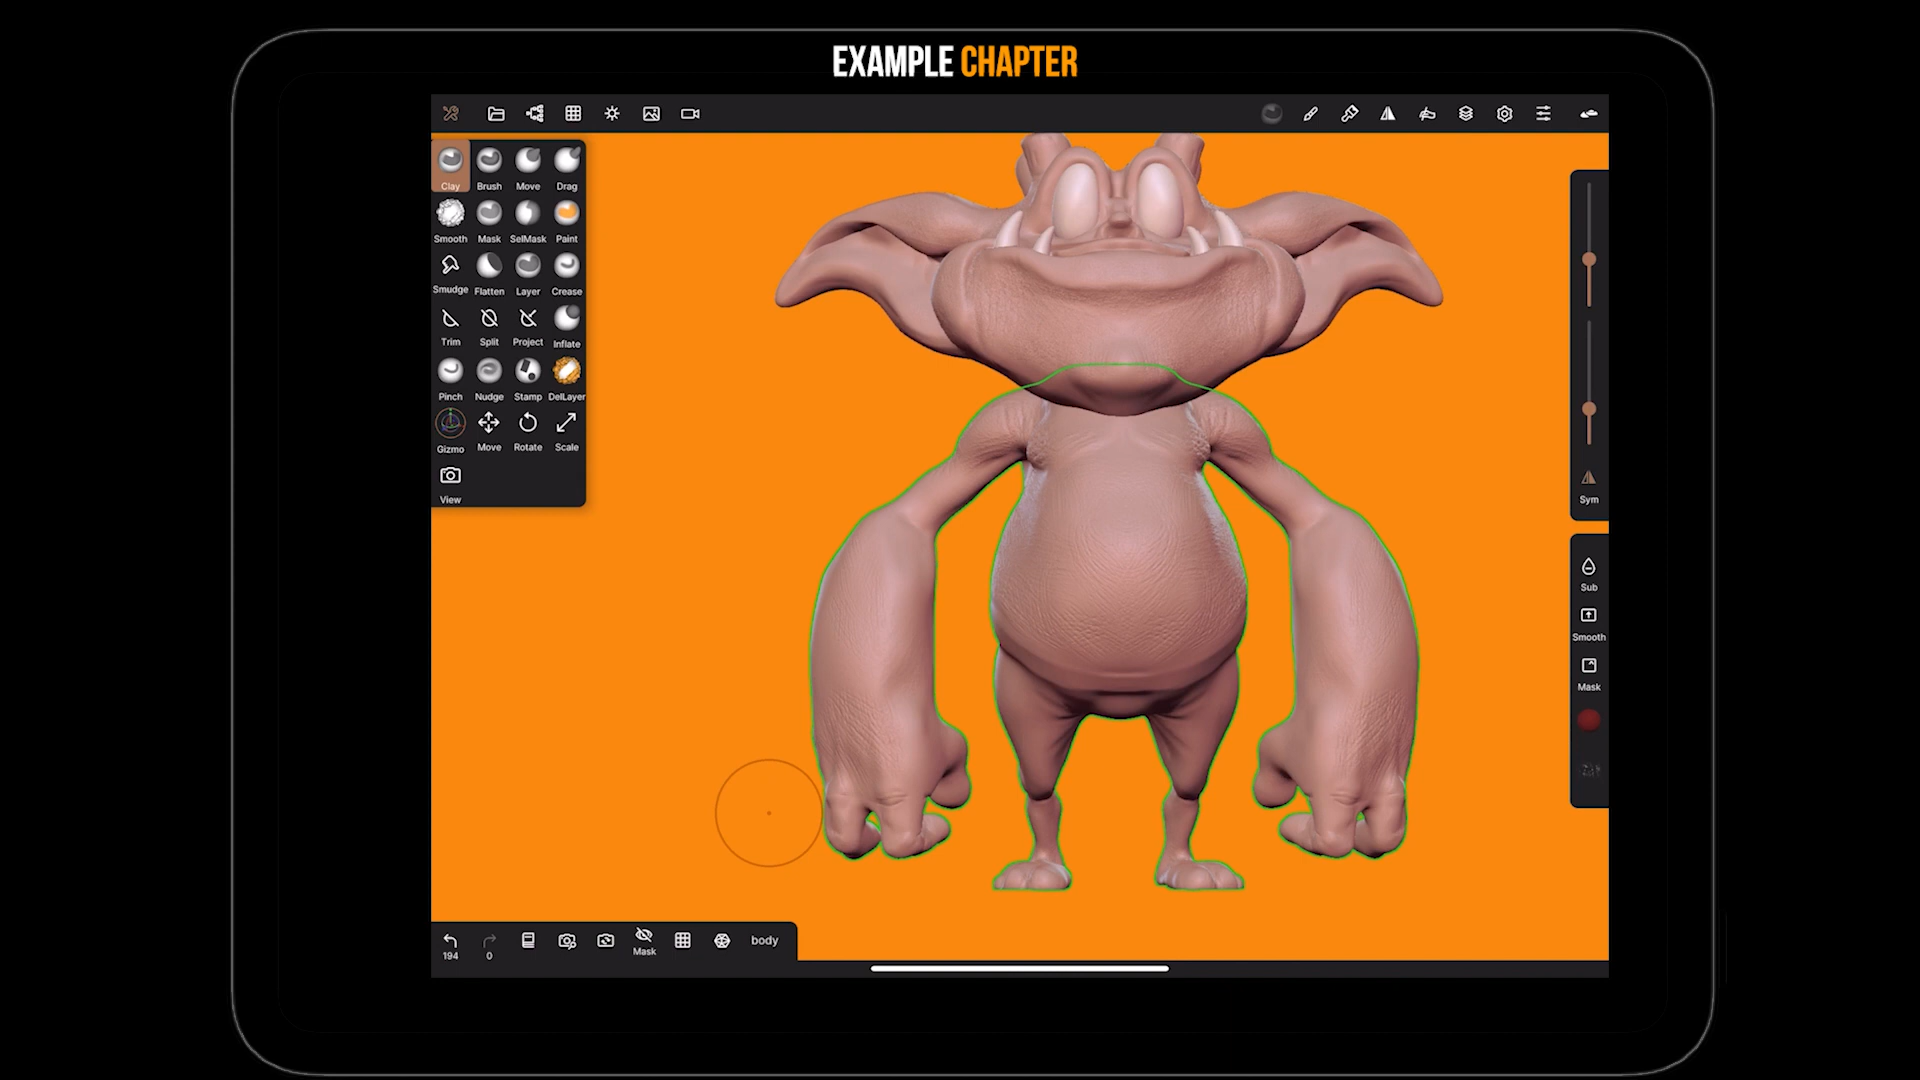 EXAMPLE CHAPTER
Clay Brush Move Drag
Smooth Mask SelMask Paint
Smudge Flatten Layer Crease
Trim Split Project Inflate
Pinch Nudge Stamp DelLayer
Gizmo Move Rotate Scale
View
Sym
Sub
Smooth
Mask
body
Mask
194 0